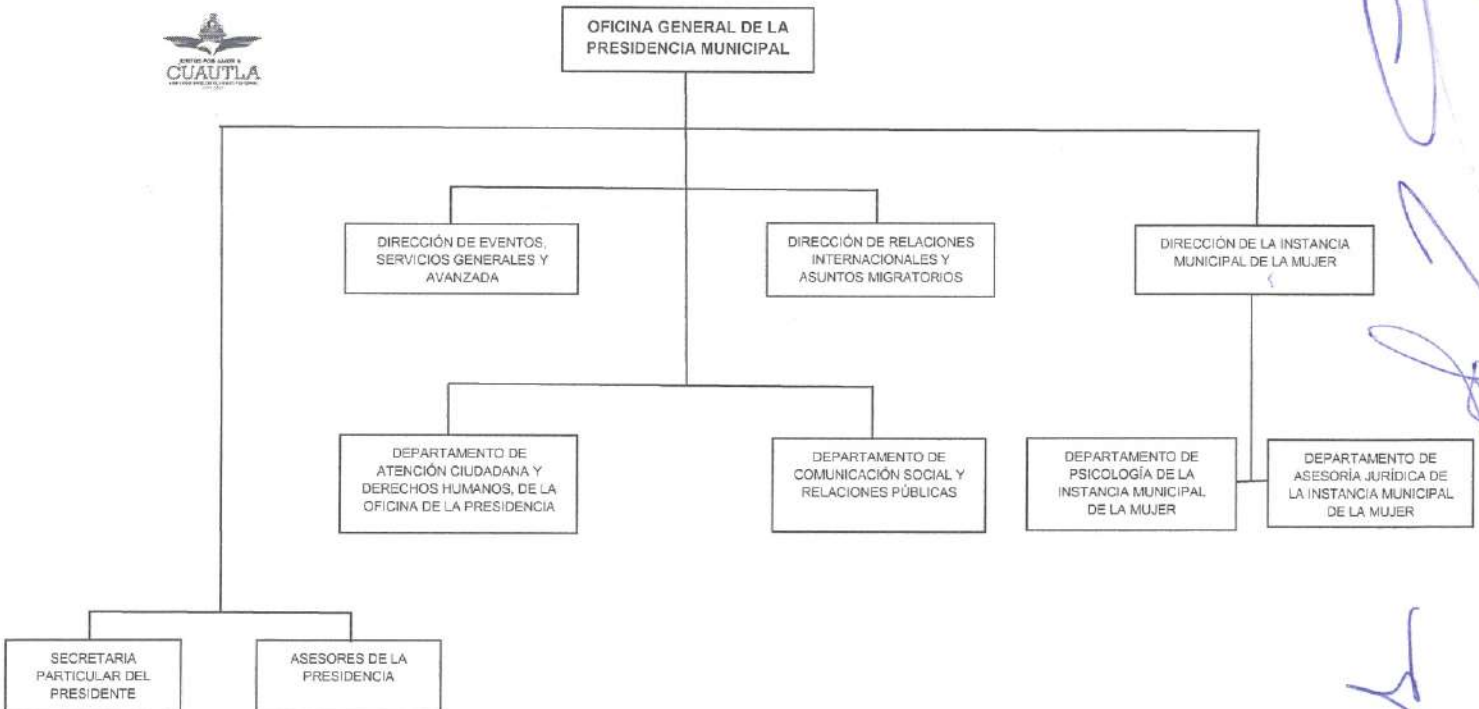 OFICINA GENERAL DE LA
PRESIDENCIA MUNICIPAL
CUAUTLA
DIRECCIÓN DE EVENTOS,
SERVICIOS GENERALES Y
AVANZADA
DIRECCIÓN DE RELACIONES
INTERNACIONALES Y
ASUNTOS MIGRATORIOS
DIRECCIÓN DE LA INSTANCIA
MUNICIPAL DE LA MUJER
DEPARTAMENTO DE
ATENCIÓN CIUDADANA Y
DERECHOS HUMANOS, DE LA
OFICINA DE LA PRESIDENCIA
DEPARTAMENTO DE
COMUNICACIÓN SOCIAL Y
RELACIONES PÚBLICAS
DEPARTAMENTO DE
PSICOLOGÍA DE LA
INSTANCIA MUNICIPAL
DE LA MUJER
DEPARTAMENTO DE
ASESORÍA JURÍDICA DE
LA INSTANCIA MUNICIPAL
DE LA MUJER
SECRETARIA
PARTICULAR DEL
PRESIDENTE
ASESORES DE LA
PRESIDENCIA